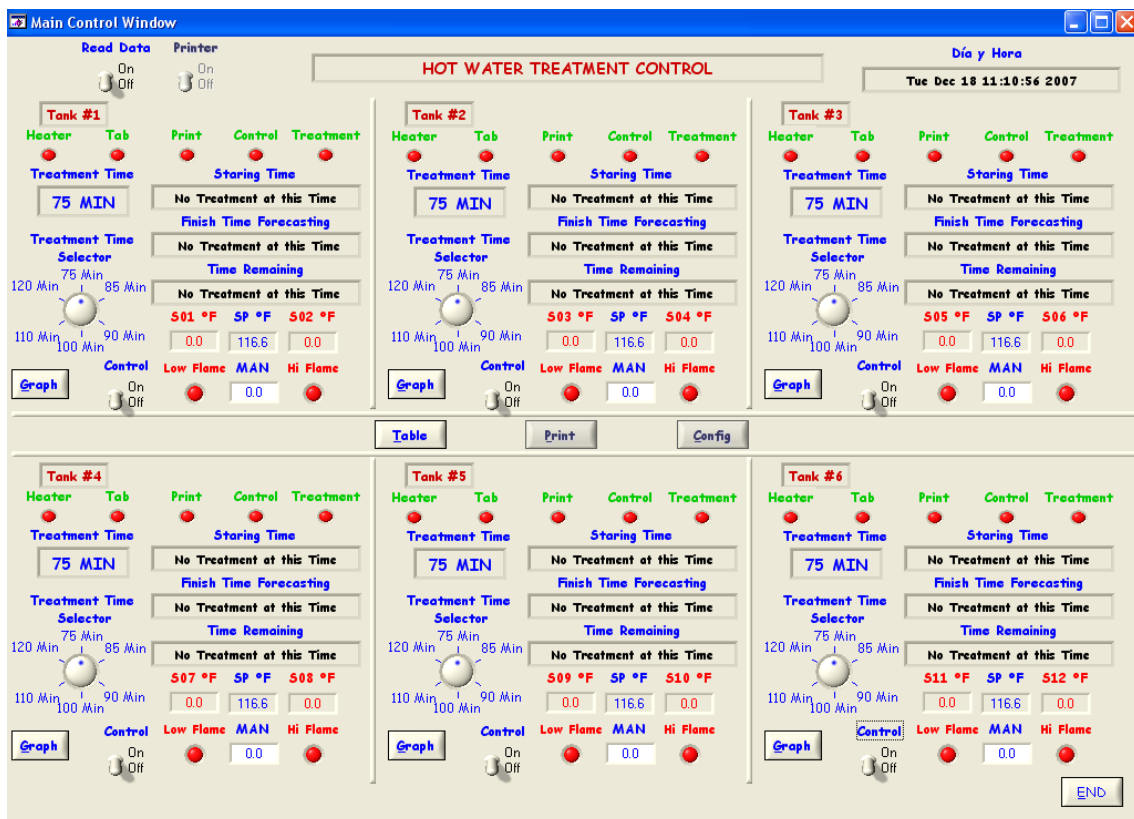 Main Control Window
Read Data Printer Día y Hora
On On
Off Off
HOT WATER TREATMENT CONTROL
Tue Dec 18 11:10:56 2007
Tank #1
Heater Tab Print Control Treatment
Treatment Time Staring Time
75 MIN No Treatment at this Time
Finish Time Forecasting
Treatment Time Selector No Treatment at this Time
Time Remaining
75 Min
120 Min 85 Min No Treatment at this Time
S01 °F SP °F S02 °F
110 Min 90 Min 0.0 116.6 0.0
100 Min
Control Low Flame MAN Hi Flame
Graph On 0.0
Off
Tank #2
Heater Tab Print Control Treatment
Treatment Time Staring Time
75 MIN No Treatment at this Time
Finish Time Forecasting
Treatment Time Selector No Treatment at this Time
Time Remaining
75 Min
120 Min 85 Min No Treatment at this Time
S03 °F SP °F S04 °F
110 Min 90 Min 0.0 116.6 0.0
100 Min
Control Low Flame MAN Hi Flame
Graph On 0.0
Off
Tank #3
Heater Tab Print Control Treatment
Treatment Time Staring Time
75 MIN No Treatment at this Time
Finish Time Forecasting
Treatment Time Selector No Treatment at this Time
Time Remaining
75 Min
120 Min 85 Min No Treatment at this Time
S05 °F SP °F S06 °F
110 Min 90 Min 0.0 116.6 0.0
100 Min
Control Low Flame MAN Hi Flame
Graph On 0.0
Off
Table Print Config
Tank #4
Heater Tab Print Control Treatment
Treatment Time Staring Time
75 MIN No Treatment at this Time
Finish Time Forecasting
Treatment Time Selector No Treatment at this Time
Time Remaining
75 Min
120 Min 85 Min No Treatment at this Time
S07 °F SP °F S08 °F
110 Min 90 Min 0.0 116.6 0.0
100 Min
Control Low Flame MAN Hi Flame
Graph On 0.0
Off
Tank #5
Heater Tab Print Control Treatment
Treatment Time Staring Time
75 MIN No Treatment at this Time
Finish Time Forecasting
Treatment Time Selector No Treatment at this Time
Time Remaining
75 Min
120 Min 85 Min No Treatment at this Time
S09 °F SP °F S10 °F
110 Min 90 Min 0.0 116.6 0.0
100 Min
Control Low Flame MAN Hi Flame
Graph On 0.0
Off
Tank #6
Heater Tab Print Control Treatment
Treatment Time Staring Time
75 MIN No Treatment at this Time
Finish Time Forecasting
Treatment Time Selector No Treatment at this Time
Time Remaining
75 Min
120 Min 85 Min No Treatment at this Time
S11 °F SP °F S12 °F
110 Min 90 Min 0.0 116.6 0.0
100 Min
Control Low Flame MAN Hi Flame
Graph On 0.0
Off
END